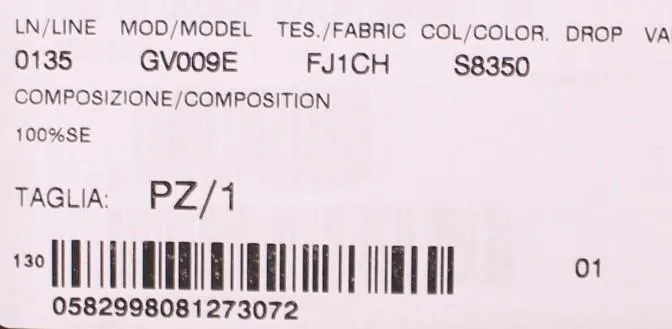 LN/LINE MOD/MODEL TES./FABRIC COL/COLOR. DROP VA
0135 GV009E FJ1CH S8350
COMPOSIZIONE/COMPOSITION
100%SE
TAGLIA: PZ/1
130 01
0582998081273072